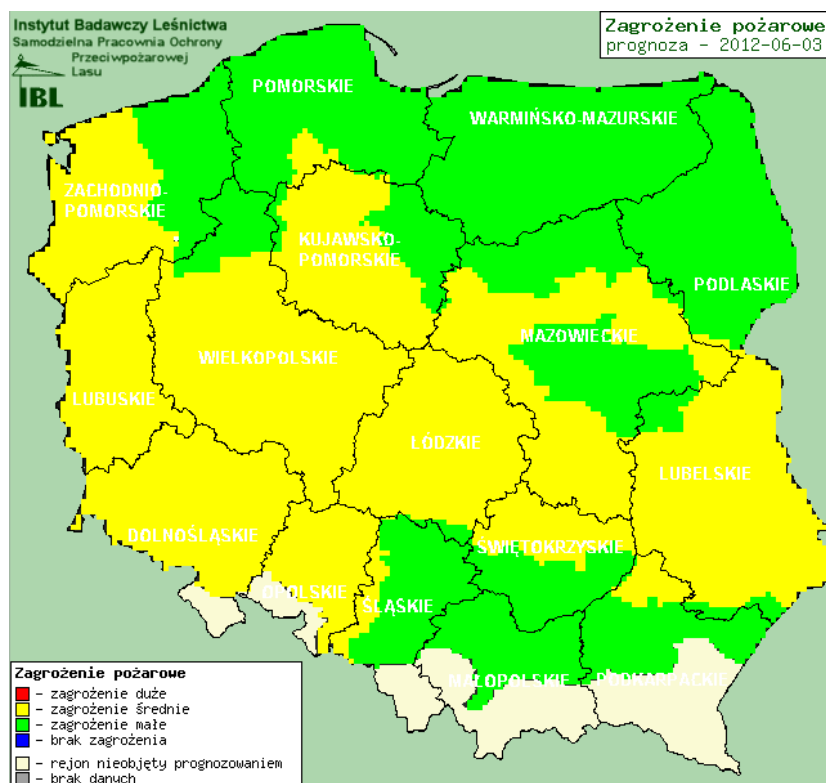 Instytut Badawczy Leśnictwa
Samodzielna Pracownia Ochrony
Przeciwpożarowej
Lasu
IBL
Zagrożenie pożarowe
prognoza - 2012-06-03
POMORSKIE
WARMIŃSKO-MAZURSKIE
ZACHODNIO-
POMORSKIE
KUJAWSKO-
POMORSKIE
PODLASKIE
MAZOWIECKIE
WIELKOPOLSKIE
LUBUSKIE
ŁÓDZKIE
LUBELSKIE
DOLNOŚLĄSKIE
ŚWIĘTOKRZYSKIE
OPOLSKIE
ŚLĄSKIE
MAŁOPOLSKIE
PODKARPACKIE
Zagrożenie pożarowe
- zagrożenie duże
- zagrożenie średnie
- zagrożenie małe
- brak zagrożenia
- rejon nieobjęty prognozowaniem
- brak danych